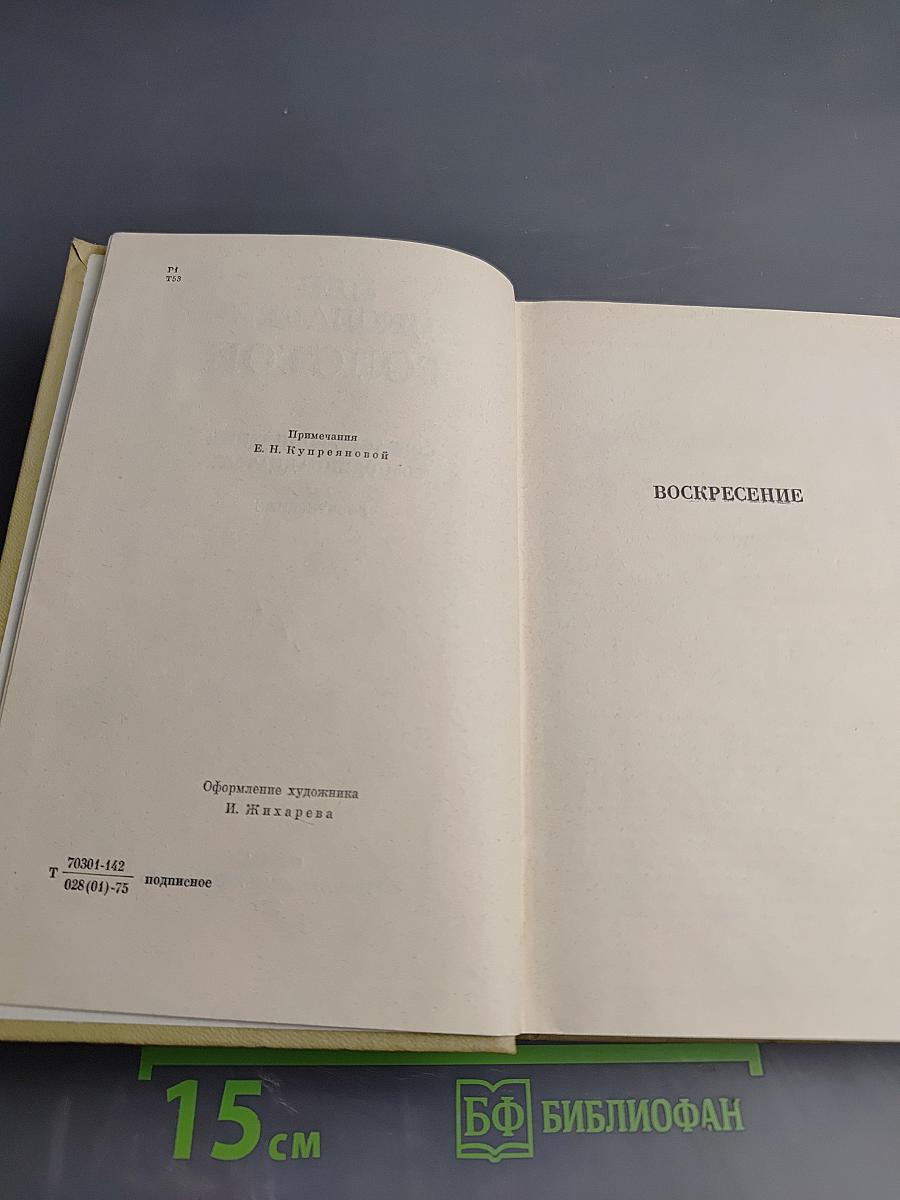 Р1
Т53
Примечания
Е. Н. Купреяновой
Оформление художника
И. Жихарева
Т 70301-142
028(01)-75 подписное
ВОСКРЕСЕНИЕ
15 см
БФ БИБЛИОФАН